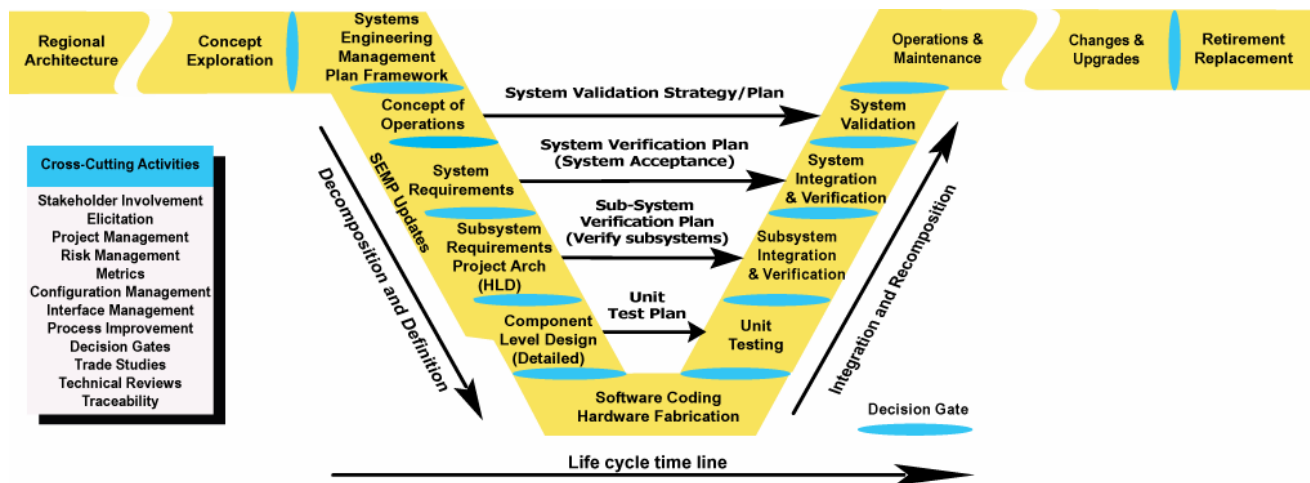 Regional
Architecture
Concept
Exploration
Systems
Engineering
Management
Plan Framework
Operations &
Maintenance
Changes &
Upgrades
Retirement
Replacement
Concept of
Operations
System Validation Strategy/Plan
System
Validation
System
Requirements
System Verification Plan
(System Acceptance)
System
Integration
& Verification
Subsystem
Requirements
Project Arch
(HLD)
Sub-System
Verification Plan
(Verify subsystems)
Subsystem
Integration
& Verification
Component
Level Design
(Detailed)
Unit
Test Plan
Unit
Testing
Software Coding
Hardware Fabrication
SEMP Updates
Decomposition and Definition
Integration and Recomposition
Cross-Cutting Activities
Stakeholder Involvement
Elicitation
Project Management
Risk Management
Metrics
Configuration Management
Interface Management
Process Improvement
Decision Gates
Trade Studies
Technical Reviews
Traceability
Decision Gate
Life cycle time line